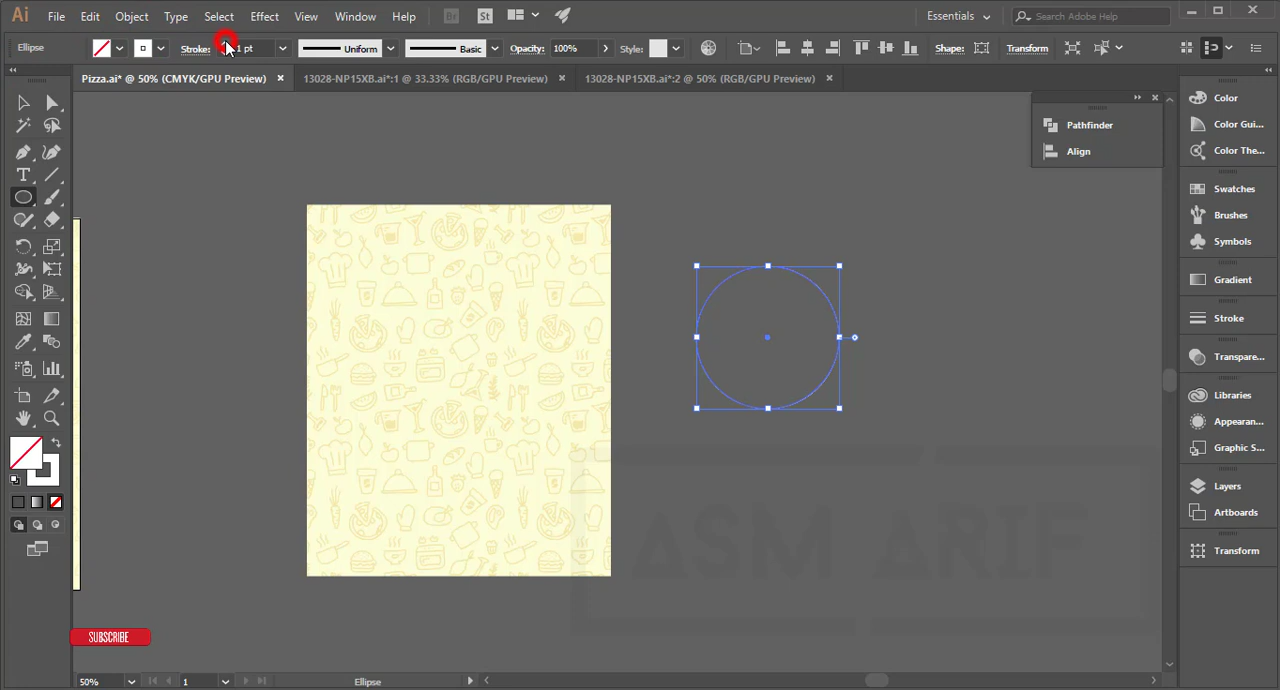 Ai File Edit Object Type Select Effect View Window Help Br St Essentials Search Adobe Help
Ellipse Stroke: 1 pt Uniform Basic Opacity: 100% Style: Shape: Transform
Pizza.ai* @ 50% (CMYK/GPU Preview) × 13028-NP15XB.ai*:1 @ 33.33% (RGB/GPU Preview) × 13028-NP15XB.ai*:2 @ 50% (RGB/GPU Preview) ×
Pathfinder
Align
Color
Color Gui...
Color The...
Swatches
Brushes
Symbols
Gradient
Stroke
Transpare...
Libraries
Appearan...
Graphic S...
Layers
Artboards
Transform
ASM ARIF
SUBSCRIBE
50% 1 Ellipse